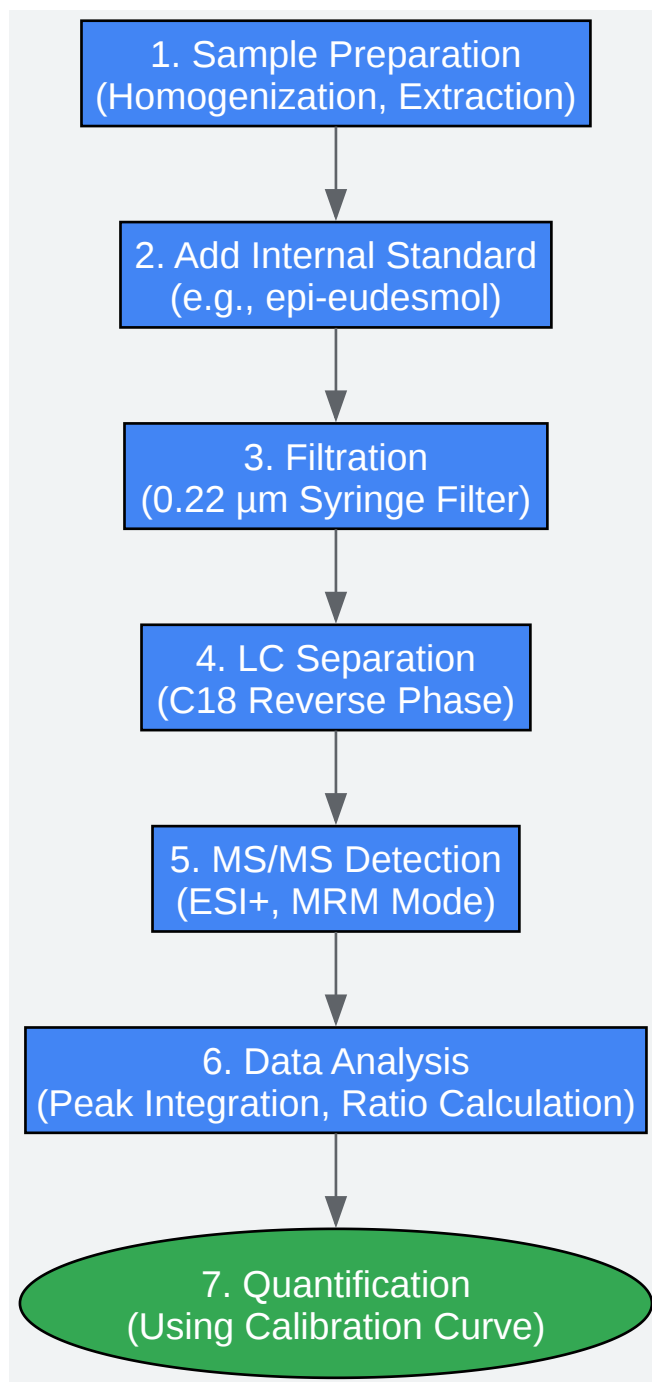 1. Sample Preparation
(Homogenization, Extraction)
2. Add Internal Standard
(e.g., epi-eudesmol)
3. Filtration
(0.22 µm Syringe Filter)
4. LC Separation
(C18 Reverse Phase)
5. MS/MS Detection
(ESI+, MRM Mode)
6. Data Analysis
(Peak Integration, Ratio Calculation)
7. Quantification
(Using Calibration Curve)